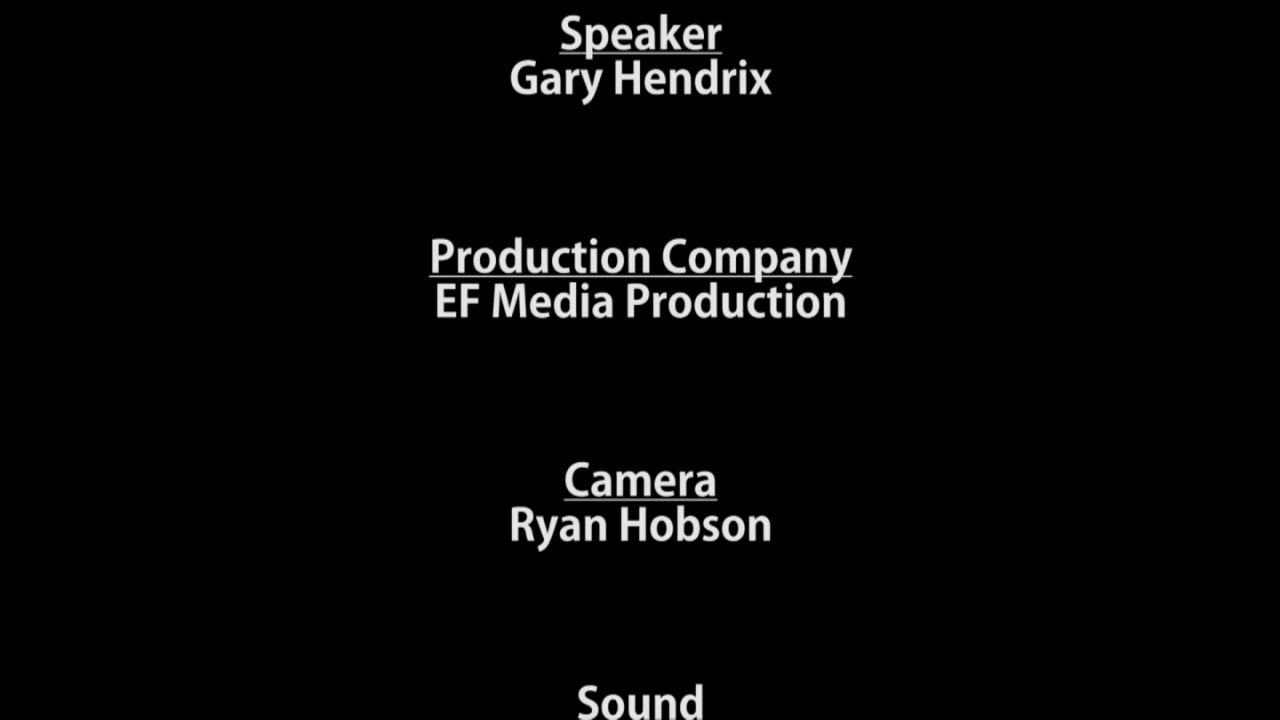 Speaker
Gary Hendrix
Production Company
EF Media Production
Camera
Ryan Hobson
Sound